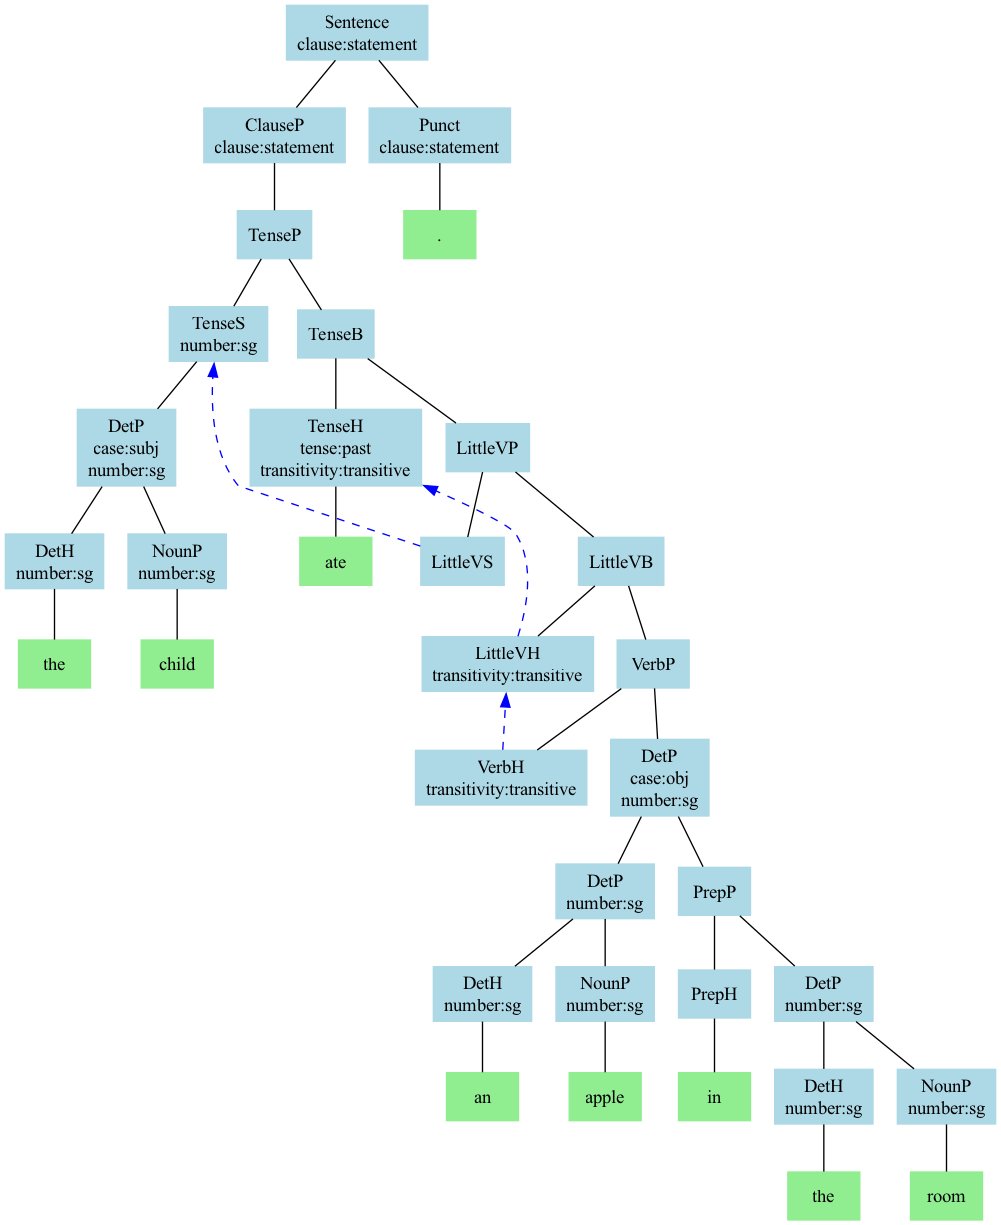 Sentence
clause:statement
ClauseP
clause:statement
Punct
clause:statement
TenseP
.
TenseS
number:sg
TenseB
DetP
case:subj
number:sg
TenseH
tense:past
transitivity:transitive
LittleVP
DetH
number:sg
NounP
number:sg
ate
LittleVS
LittleVB
the
child
LittleVH
transitivity:transitive
VerbP
VerbH
transitivity:transitive
DetP
case:obj
number:sg
DetP
number:sg
PrepP
DetH
number:sg
NounP
number:sg
PrepH
DetP
number:sg
an
apple
in
DetH
number:sg
NounP
number:sg
the
room